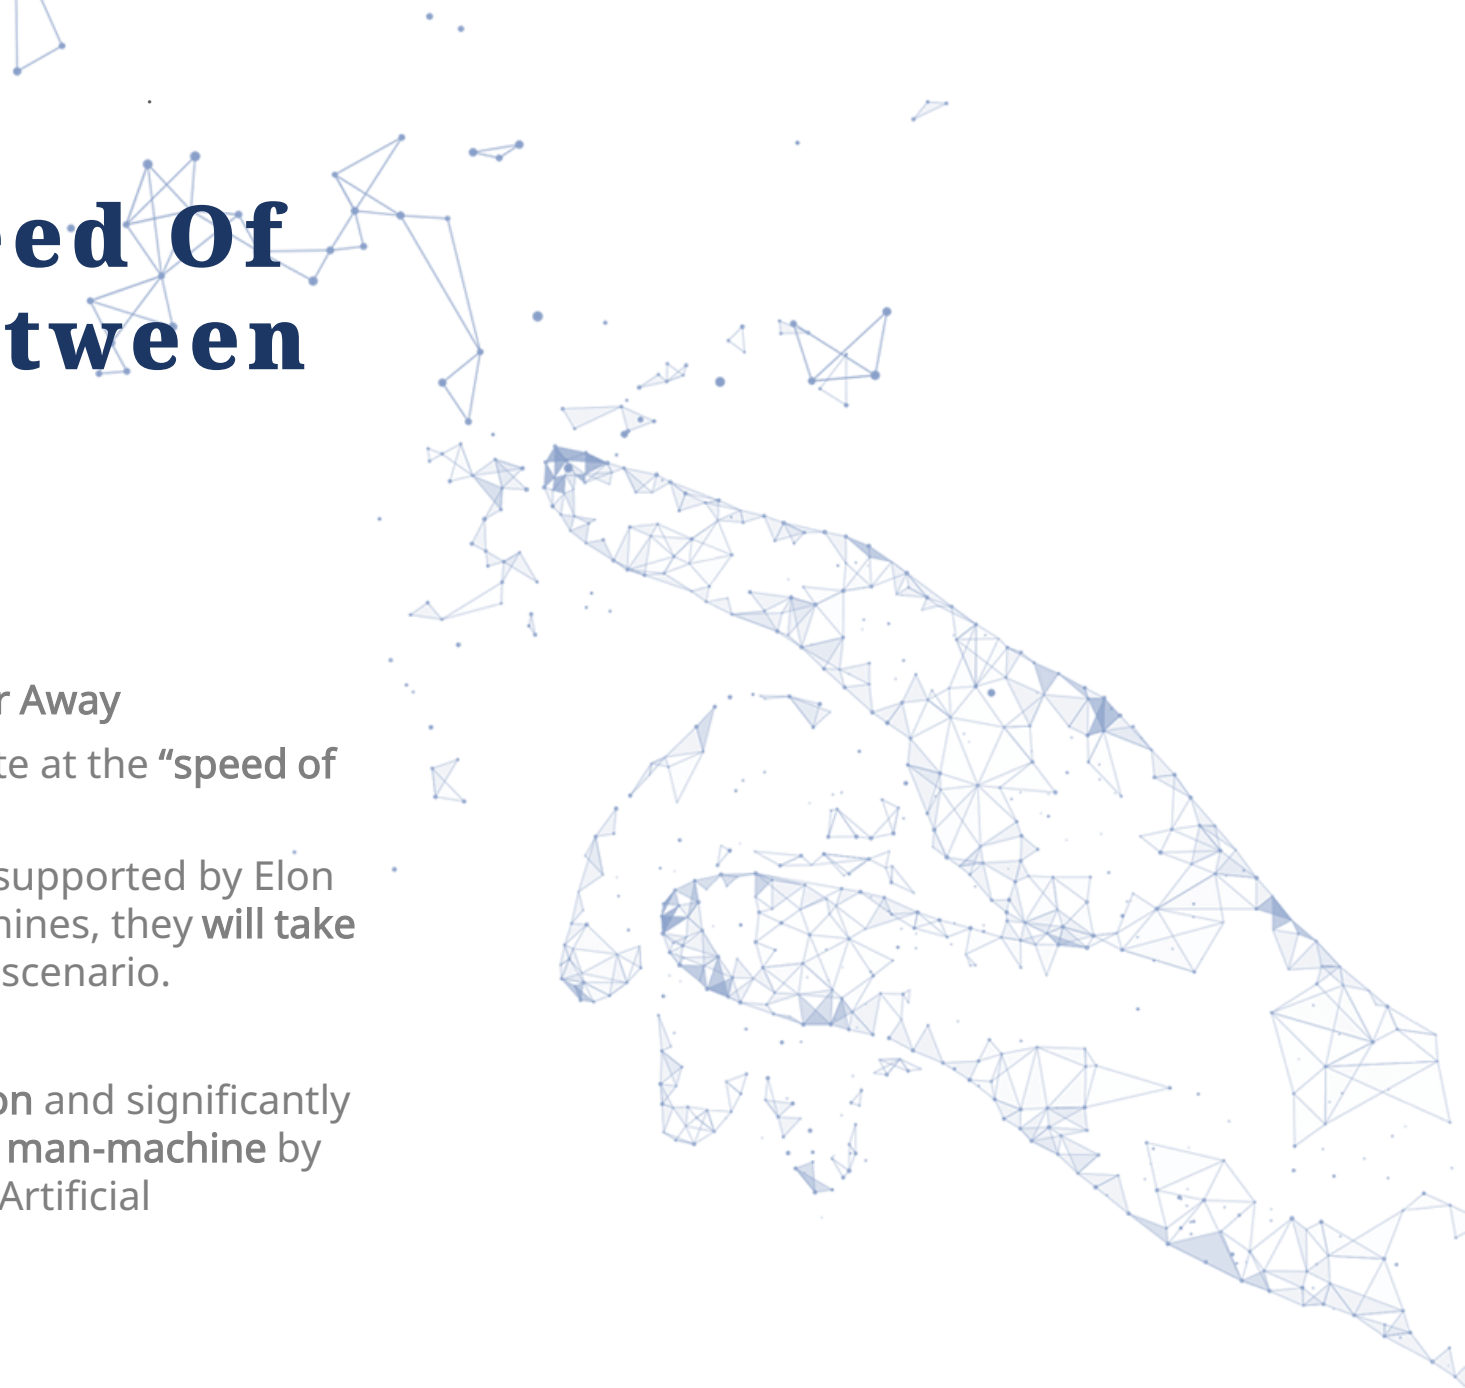 eed Of
tween
r Away
te at the “speed of
supported by Elon
hines, they will take
scenario.
on and significantly
man-machine by
Artificial